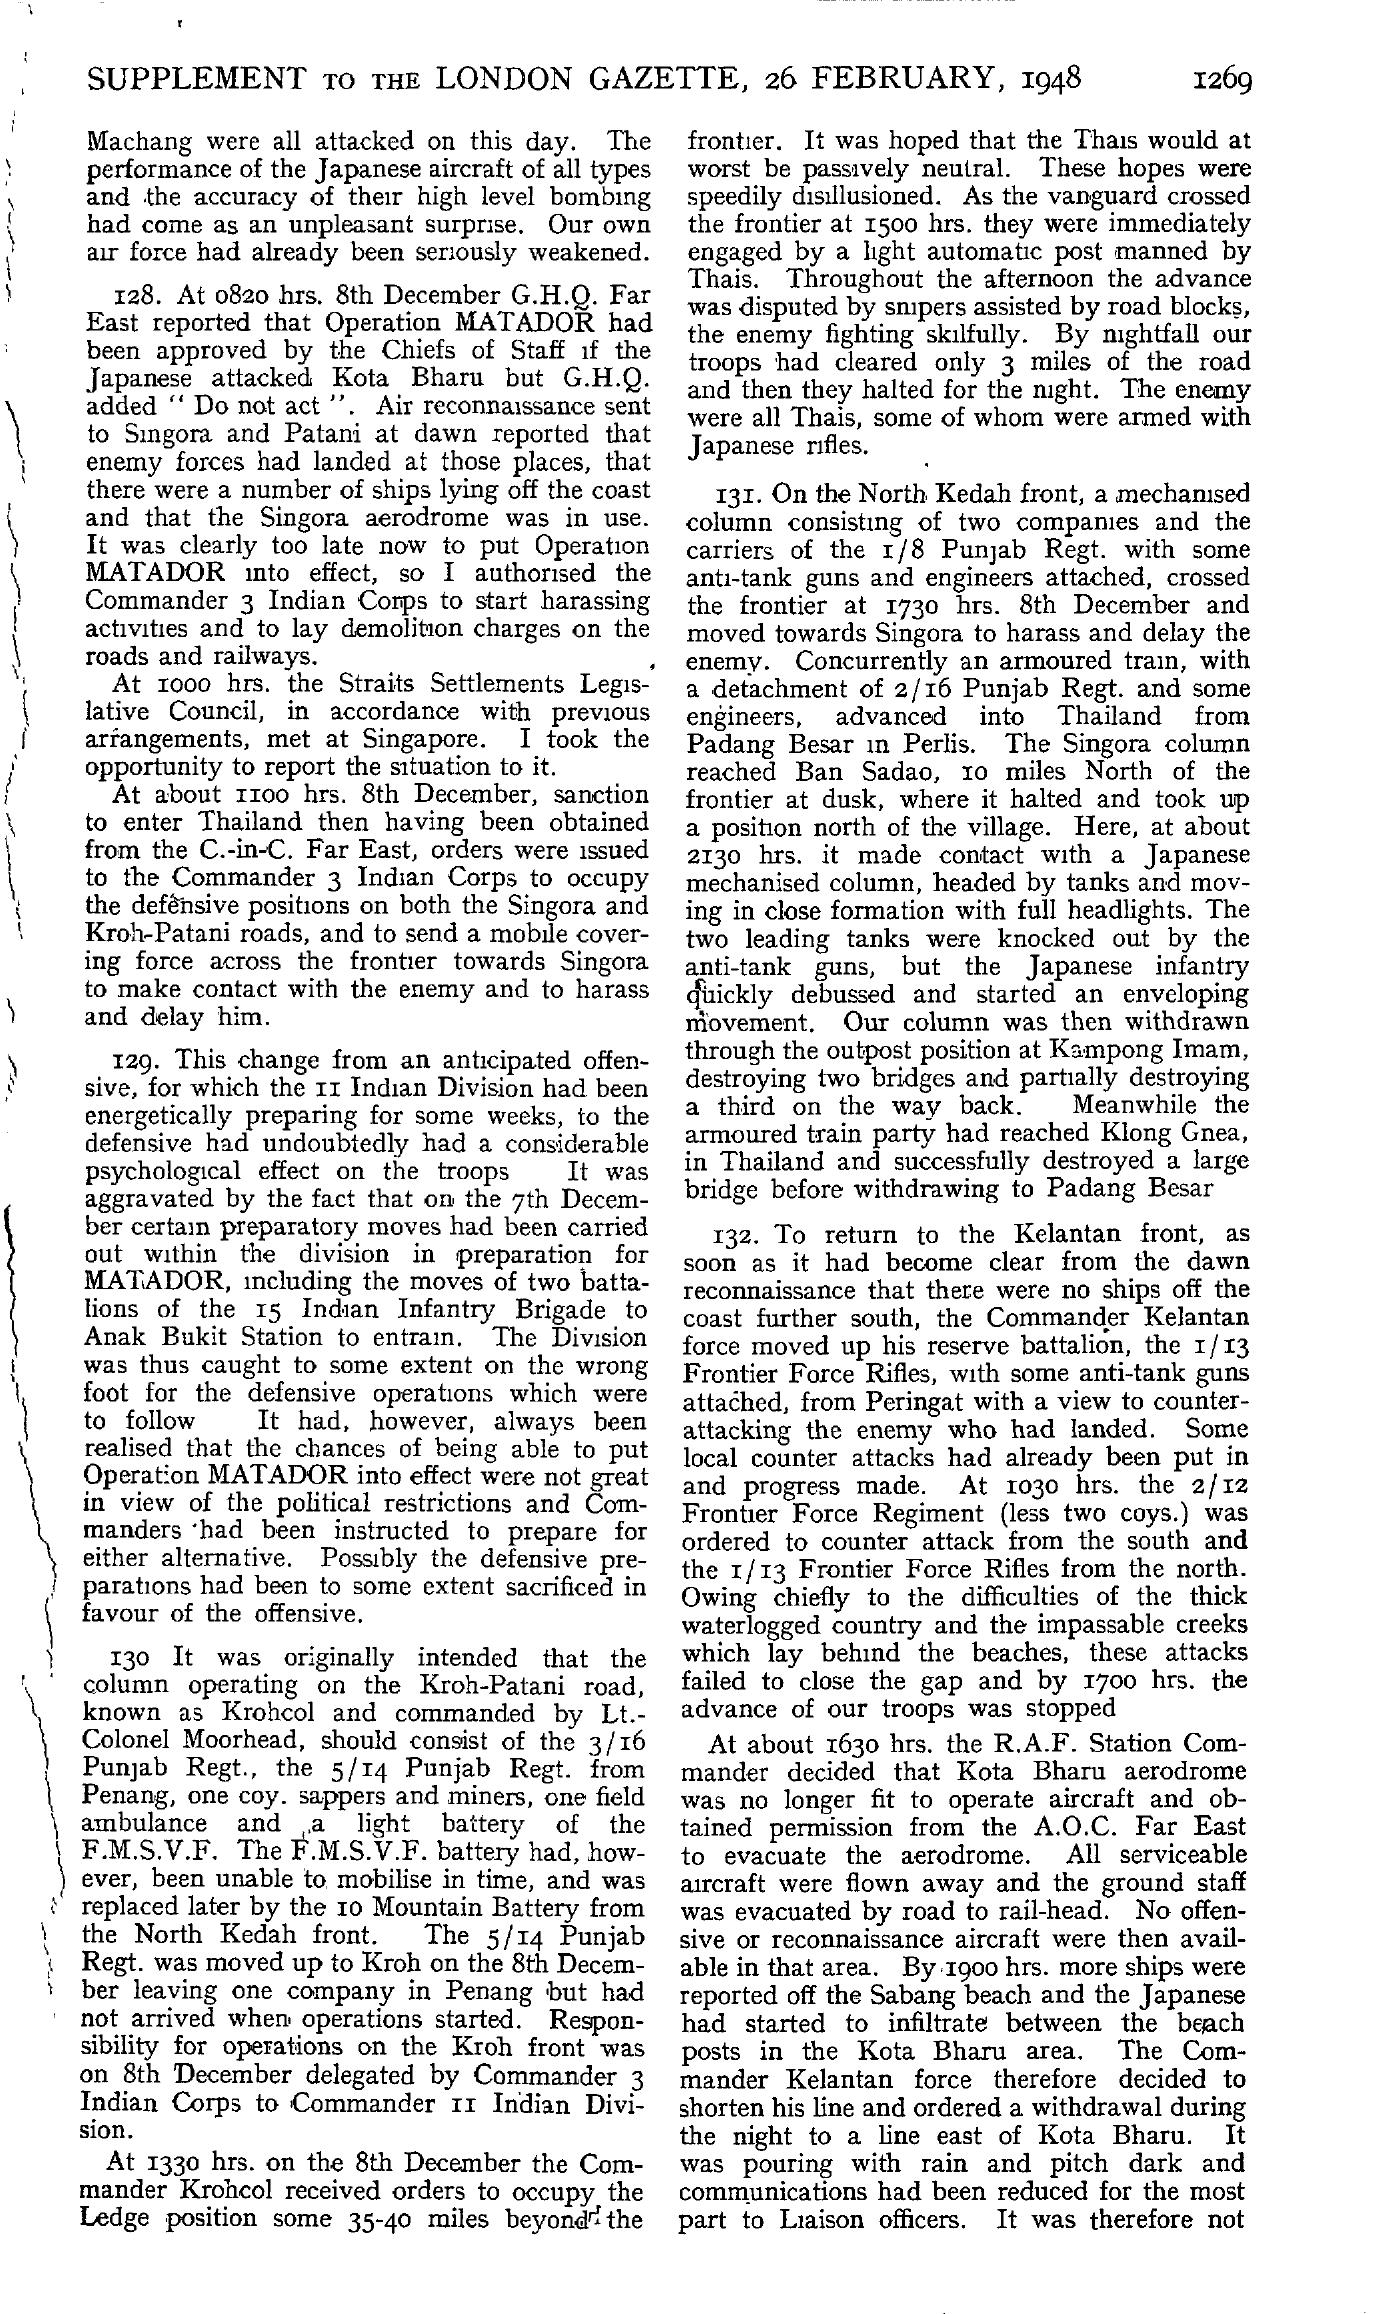 SUPPLEMENT TO THE LONDON GAZETTE, 26 FEBRUARY, 1948 1269
Machang were all attacked on this day. The
performance of the Japanese aircraft of all types
and the accuracy of their high level bombing
had come as an unpleasant surprise. Our own
air force had already been seriously weakened.
128. At 0820 hrs. 8th December G.H.Q. Far
East reported that Operation MATADOR had
been approved by the Chiefs of Staff if the
Japanese attacked Kota Bharu but G.H.Q.
added " Do not act ". Air reconnaissance sent
to Singora and Patani at dawn reported that
enemy forces had landed at those places, that
there were a number of ships lying off the coast
and that the Singora aerodrome was in use.
It was clearly too late now to put Operation
MATADOR into effect, so I authorised the
Commander 3 Indian Corps to start harassing
activities and to lay demolition charges on the
roads and railways.
At 1000 hrs. the Straits Settlements Legis-
lative Council, in accordance with previous
arrangements, met at Singapore. I took the
opportunity to report the situation to it.
At about 1100 hrs. 8th December, sanction
to enter Thailand then having been obtained
from the C.-in-C. Far East, orders were issued
to the Commander 3 Indian Corps to occupy
the defensive positions on both the Singora and
Kroh-Patani roads, and to send a mobile cover-
ing force across the frontier towards Singora
to make contact with the enemy and to harass
and delay him.
129. This change from an anticipated offen-
sive, for which the 11 Indian Division had been
energetically preparing for some weeks, to the
defensive had undoubtedly had a considerable
psychological effect on the troops It was
aggravated by the fact that on the 7th Decem-
ber certain preparatory moves had been carried
out within the division in preparation for
MATADOR, including the moves of two batta-
lions of the 15 Indian Infantry Brigade to
Anak Bukit Station to entrain. The Division
was thus caught to some extent on the wrong
foot for the defensive operations which were
to follow It had, however, always been
realised that the chances of being able to put
Operation MATADOR into effect were not great
in view of the political restrictions and Com-
manders had been instructed to prepare for
either alternative. Possibly the defensive pre-
parations had been to some extent sacrificed in
favour of the offensive.
130 It was originally intended that the
column operating on the Kroh-Patani road,
known as Krohcol and commanded by Lt.-
Colonel Moorhead, should consist of the 3/16
Punjab Regt., the 5/14 Punjab Regt. from
Penang, one coy. sappers and miners, one field
ambulance and a light battery of the
F.M.S.V.F. The F.M.S.V.F. battery had, how-
ever, been unable to mobilise in time, and was
replaced later by the 10 Mountain Battery from
the North Kedah front. The 5/14 Punjab
Regt. was moved up to Kroh on the 8th Decem-
ber leaving one company in Penang but had
not arrived when operations started. Respon-
sibility for operations on the Kroh front was
on 8th December delegated by Commander 3
Indian Corps to Commander 11 Indian Divi-
sion.
At 1330 hrs. on the 8th December the Com-
mander Krohcol received orders to occupy the
Ledge position some 35-40 miles beyond the
frontier. It was hoped that the Thais would at
worst be passively neutral. These hopes were
speedily disillusioned. As the vanguard crossed
the frontier at 1500 hrs. they were immediately
engaged by a light automatic post manned by
Thais. Throughout the afternoon the advance
was disputed by snipers assisted by road blocks,
the enemy fighting skilfully. By nightfall our
troops had cleared only 3 miles of the road
and then they halted for the night. The enemy
were all Thais, some of whom were armed with
Japanese rifles.
131. On the North Kedah front, a mechanised
column consisting of two companies and the
carriers of the 1/8 Punjab Regt. with some
anti-tank guns and engineers attached, crossed
the frontier at 1730 hrs. 8th December and
moved towards Singora to harass and delay the
enemy. Concurrently an armoured train, with
a detachment of 2/16 Punjab Regt. and some
engineers, advanced into Thailand from
Padang Besar in Perlis. The Singora column
reached Ban Sadao, 10 miles North of the
frontier at dusk, where it halted and took up
a position north of the village. Here, at about
2130 hrs. it made contact with a Japanese
mechanised column, headed by tanks and mov-
ing in close formation with full headlights. The
two leading tanks were knocked out by the
anti-tank guns, but the Japanese infantry
quickly debussed and started an enveloping
movement. Our column was then withdrawn
through the outpost position at Kampong Imam,
destroying two bridges and partially destroying
a third on the way back. Meanwhile the
armoured train party had reached Klong Gnea,
in Thailand and successfully destroyed a large
bridge before withdrawing to Padang Besar
132. To return to the Kelantan front, as
soon as it had become clear from the dawn
reconnaissance that there were no ships off the
coast further south, the Commander Kelantan
force moved up his reserve battalion, the 1/13
Frontier Force Rifles, with some anti-tank guns
attached, from Peringat with a view to counter-
attacking the enemy who had landed. Some
local counter attacks had already been put in
and progress made. At 1030 hrs. the 2/12
Frontier Force Regiment (less two coys.) was
ordered to counter attack from the south and
the 1/13 Frontier Force Rifles from the north.
Owing chiefly to the difficulties of the thick
waterlogged country and the impassable creeks
which lay behind the beaches, these attacks
failed to close the gap and by 1700 hrs. the
advance of our troops was stopped
At about 1630 hrs. the R.A.F. Station Com-
mander decided that Kota Bharu aerodrome
was no longer fit to operate aircraft and ob-
tained permission from the A.O.C. Far East
to evacuate the aerodrome. All serviceable
aircraft were flown away and the ground staff
was evacuated by road to rail-head. No offen-
sive or reconnaissance aircraft were then avail-
able in that area. By 1900 hrs. more ships were
reported off the Sabang beach and the Japanese
had started to infiltrate between the beach
posts in the Kota Bharu area. The Com-
mander Kelantan force therefore decided to
shorten his line and ordered a withdrawal during
the night to a line east of Kota Bharu. It
was pouring with rain and pitch dark and
communications had been reduced for the most
part to Liaison officers. It was therefore not